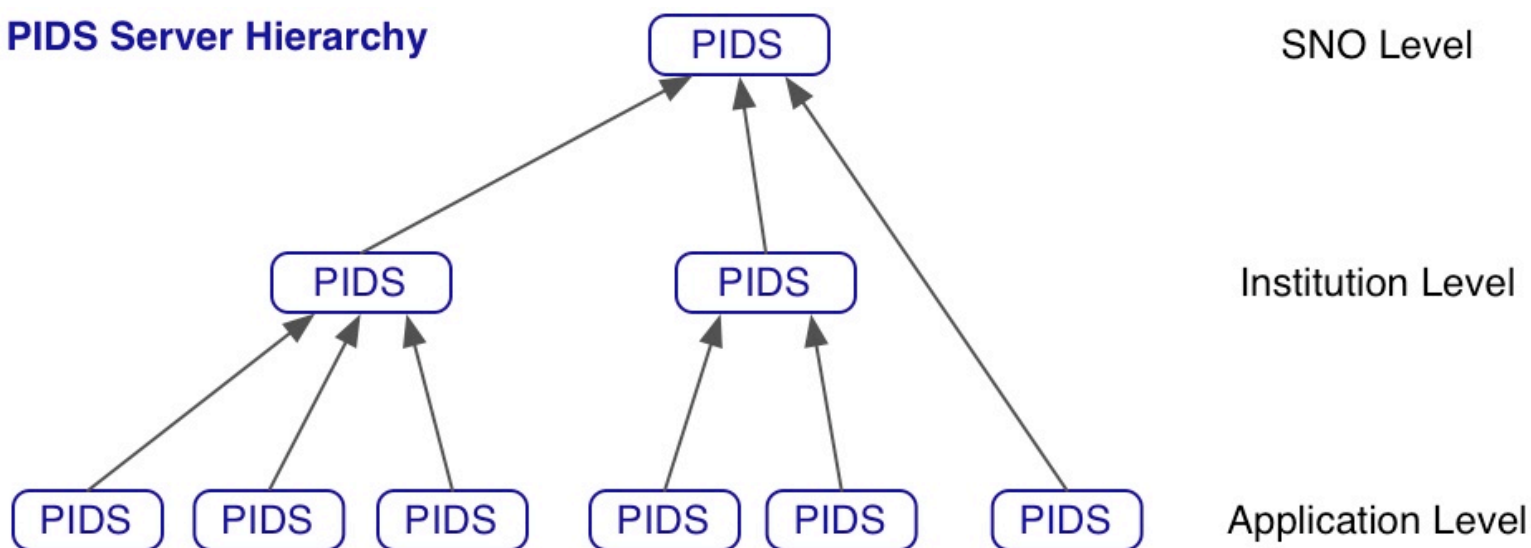 PIDS Server Hierarchy
PIDS
SNO Level
PIDS
PIDS
Institution Level
PIDS
PIDS
PIDS
PIDS
PIDS
PIDS
Application Level